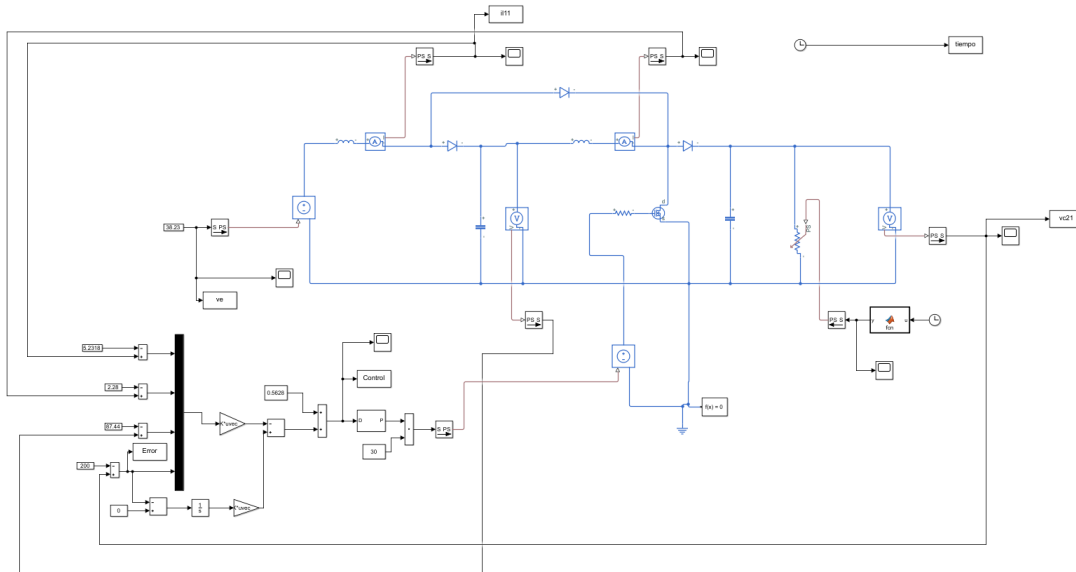 il11
PS S
PS S
tiempo
A
A
d
38.23
S PS
V
V
vc21
PS
PS S
ve
PS S
PS S
y
fcn
u
5.2318
Control
2.28
0.5628
f(x) = 0
87.44
K*uvec
D
P
S PS
Error
30
200
0
1
s
K*uvec